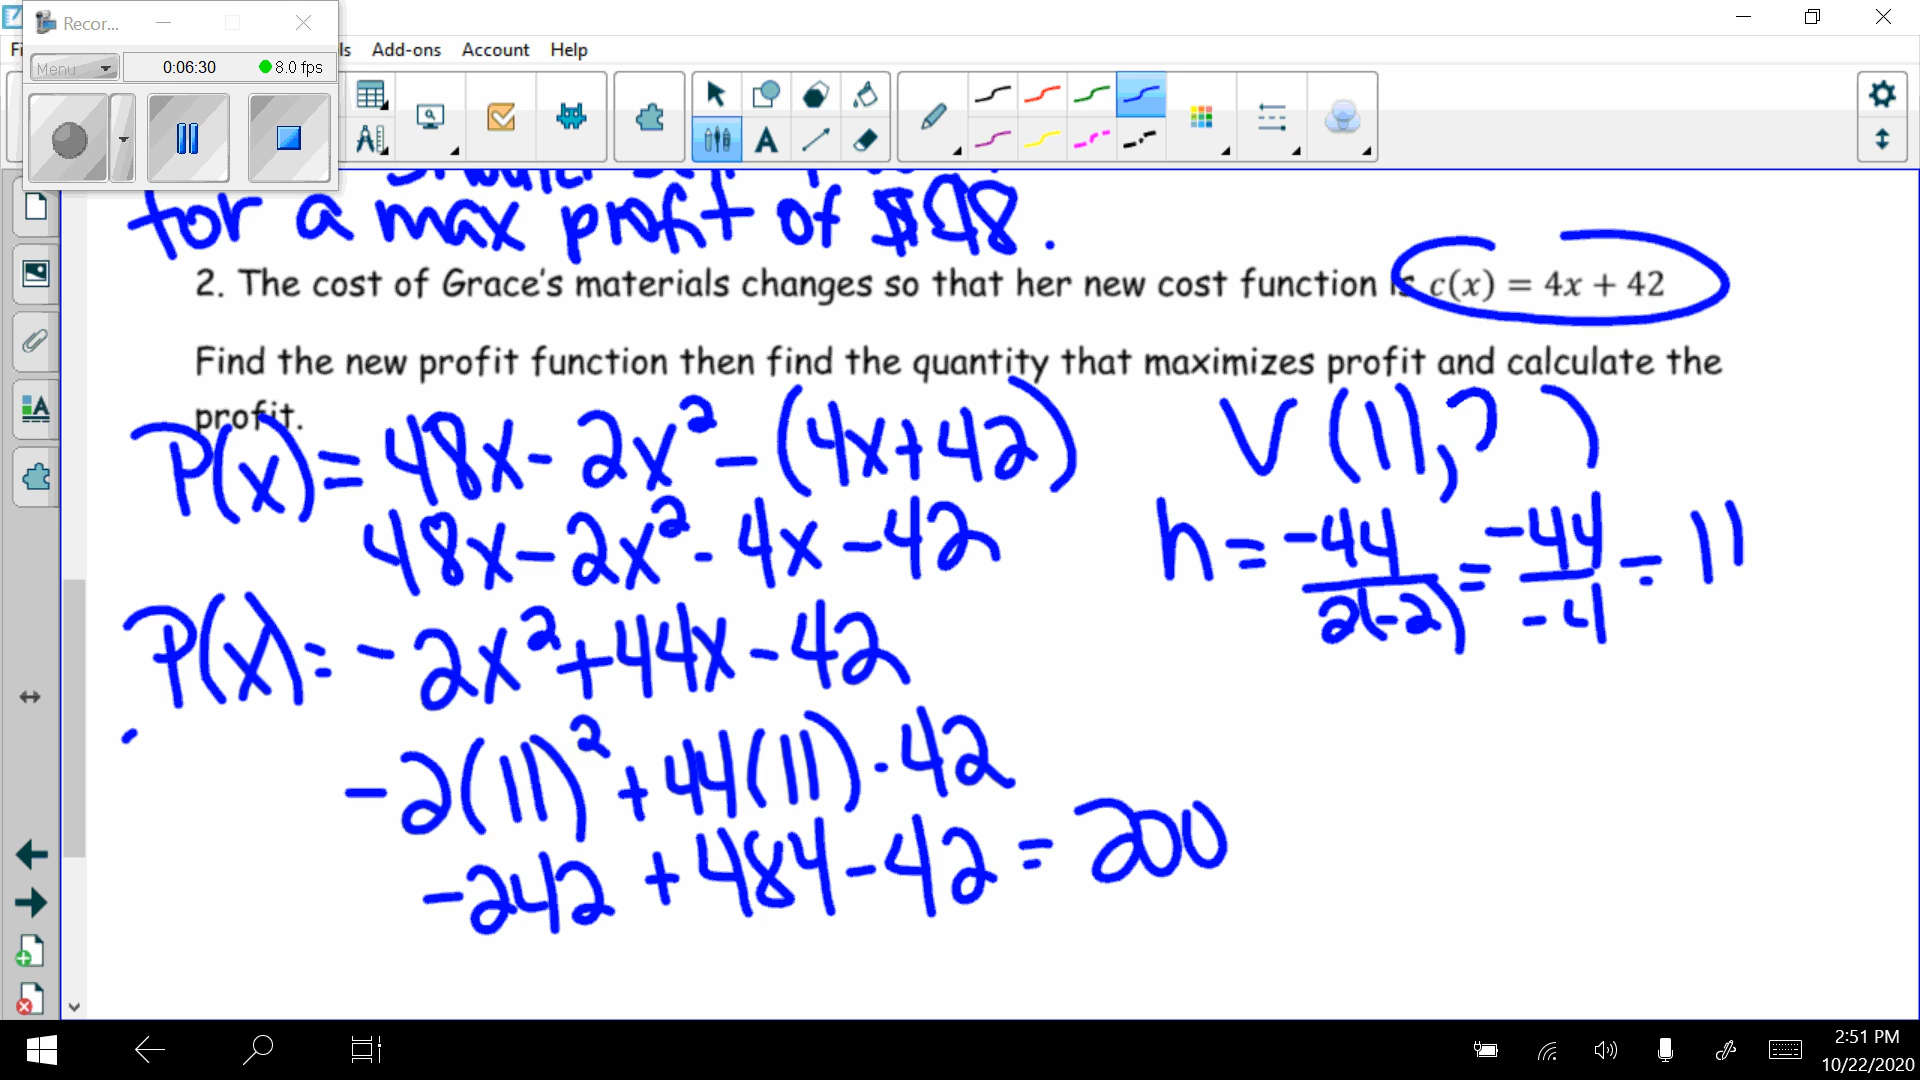 Recor...
Menu
0:06:30
8.0 fps
Fi
ls Add-ons Account Help
for a max profit of $98.
2. The cost of Grace's materials changes so that her new cost function is c(x) = 4x + 42
Find the new profit function then find the quantity that maximizes profit and calculate the
profit.
P(x) = 48x - 2x² - (4x+42)
V (11, ?)
48x - 2x² - 4x - 42
h = -44/2(-2) = -44/-4 = 11
P(x) = -2x² + 44x - 42
-2(11)² + 44(11) - 42
-242 + 484 - 42 = 200
2:51 PM
10/22/2020